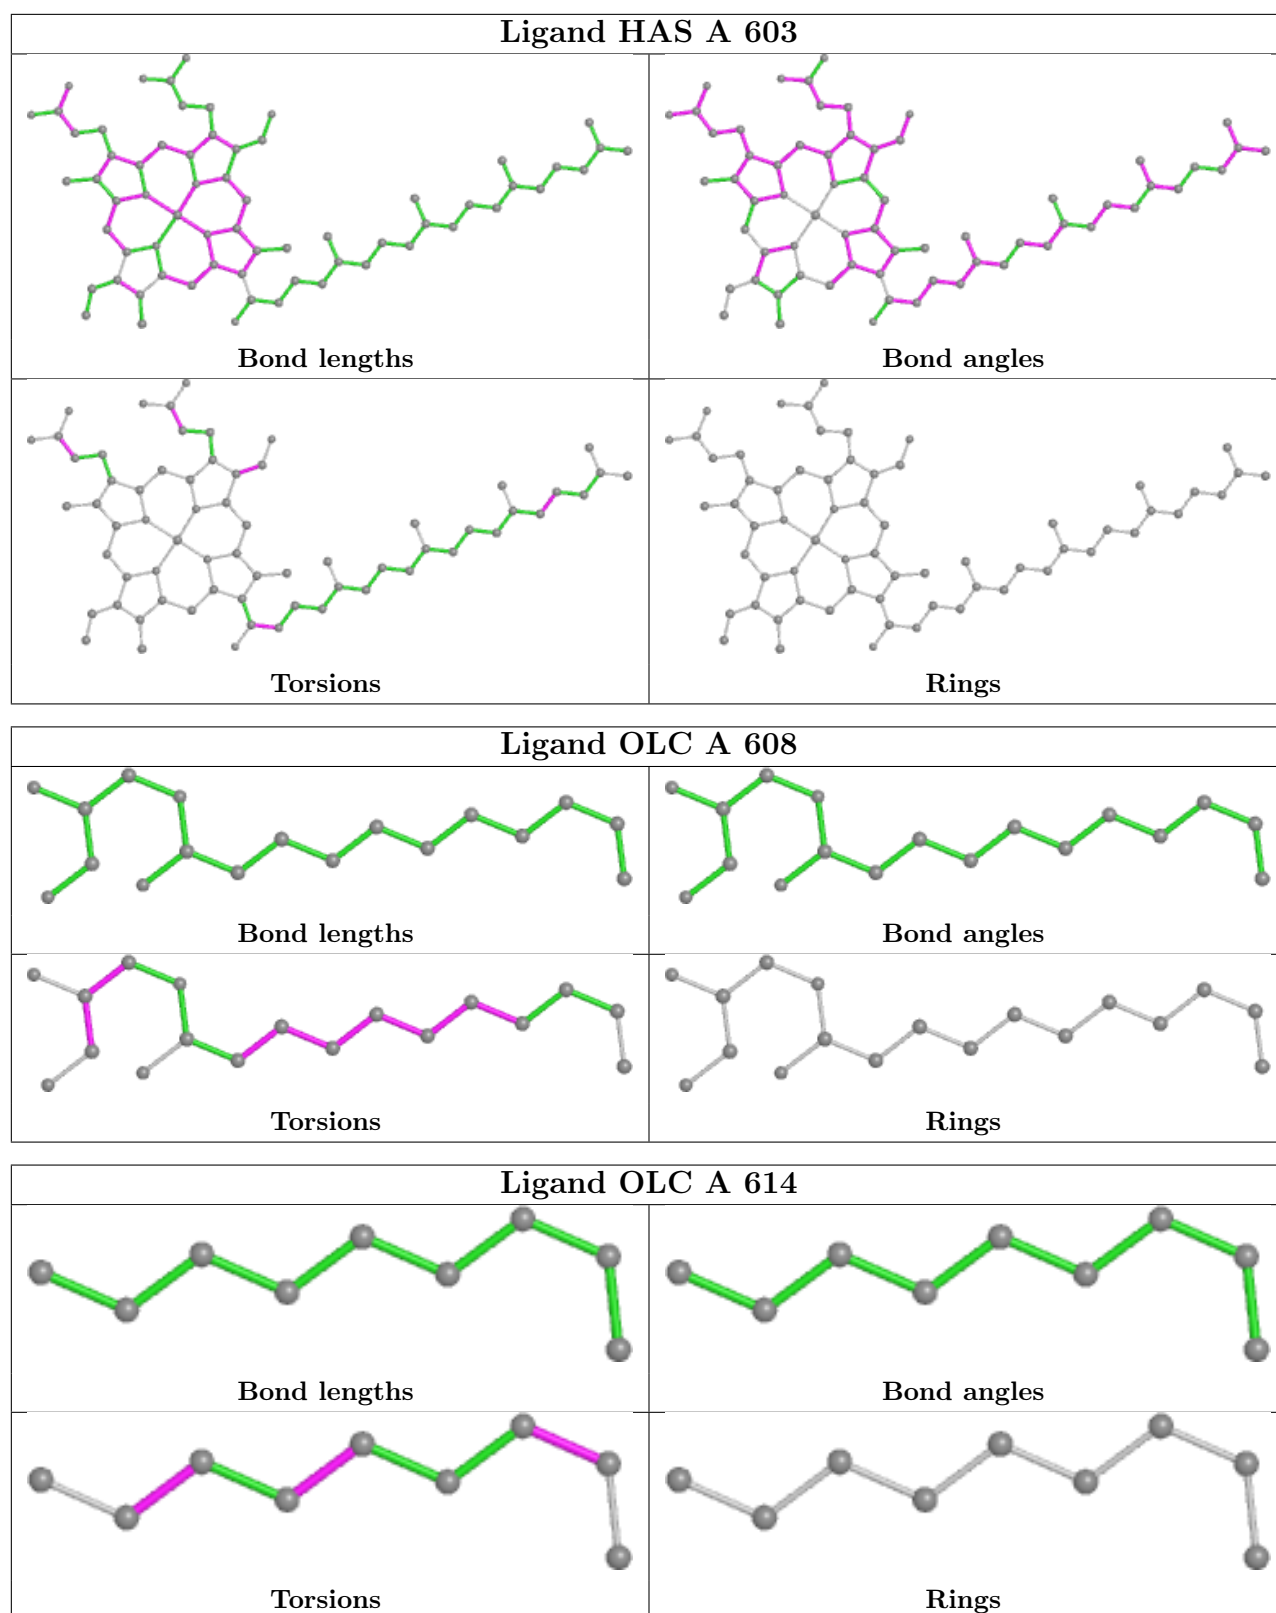 Ligand HAS A 603
Bond lengths
Bond angles
Torsions
Rings
Ligand OLC A 608
Bond lengths
Bond angles
Torsions
Rings
Ligand OLC A 614
Bond lengths
Bond angles
Torsions
Rings